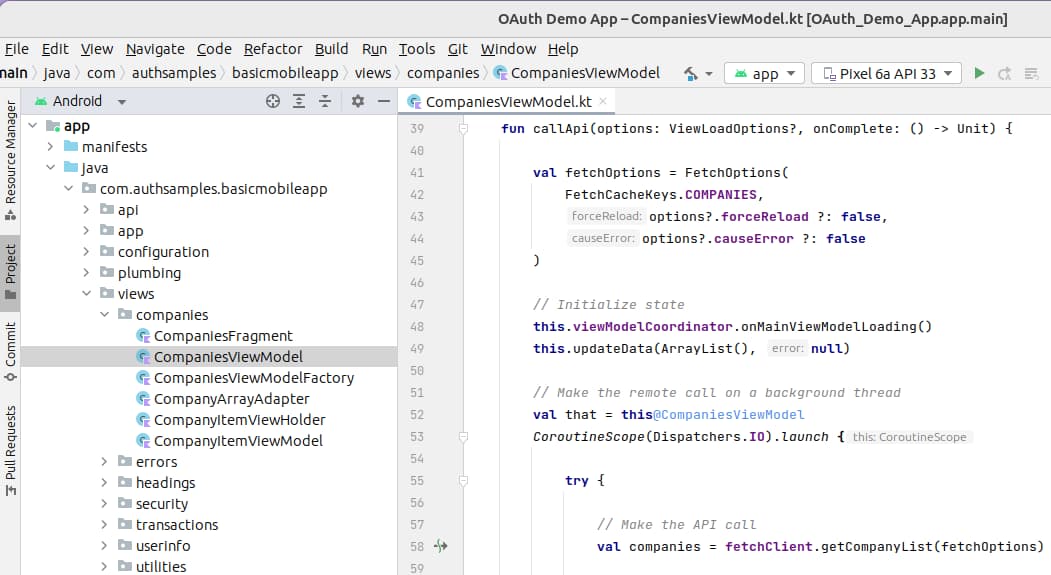 OAuth Demo App – CompaniesViewModel.kt [OAuth_Demo_App.app.main]
File Edit View Navigate Code Refactor Build Run Tools Git Window Help
main java com authsamples basicmobileapp views companies CompaniesViewModel app Pixel 6a API 33
Resource Manager
Project
Commit
Pull Requests
Android
app
manifests
java
com.authsamples.basicmobileapp
api
app
configuration
plumbing
views
companies
CompaniesFragment
CompaniesViewModel
CompaniesViewModelFactory
CompanyArrayAdapter
CompanyItemViewHolder
CompanyItemViewModel
errors
headings
security
transactions
userinfo
utilities
CompaniesViewModel.kt
39 fun callApi(options: ViewLoadOptions?, onComplete: () -> Unit) {
40
41 val fetchOptions = FetchOptions(
42 FetchCacheKeys.COMPANIES,
43 forceReload: options?.forceReload ?: false,
44 causeError: options?.causeError ?: false
45 )
46
47 // Initialize state
48 this.viewModelCoordinator.onMainViewModelLoading()
49 this.updateData(ArrayList(), error: null)
50
51 // Make the remote call on a background thread
52 val that = this@CompaniesViewModel
53 CoroutineScope(Dispatchers.IO).launch { this: CoroutineScope
54
55 try {
56
57 // Make the API call
58 val companies = fetchClient.getCompanyList(fetchOptions)
59